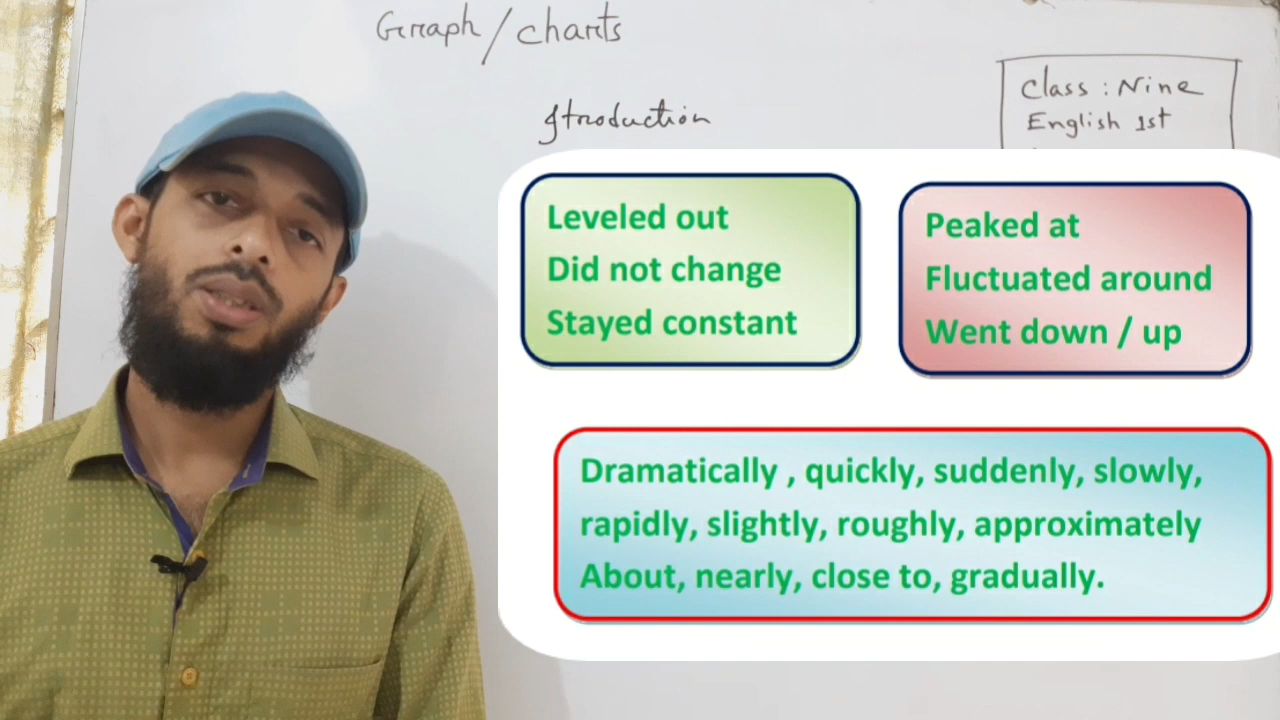 Graph / charts
Introduction
Class : Nine
English 1st
Leveled out
Did not change
Stayed constant
Peaked at
Fluctuated around
Went down / up
Dramatically , quickly, suddenly, slowly,
rapidly, slightly, roughly, approximately
About, nearly, close to, gradually.